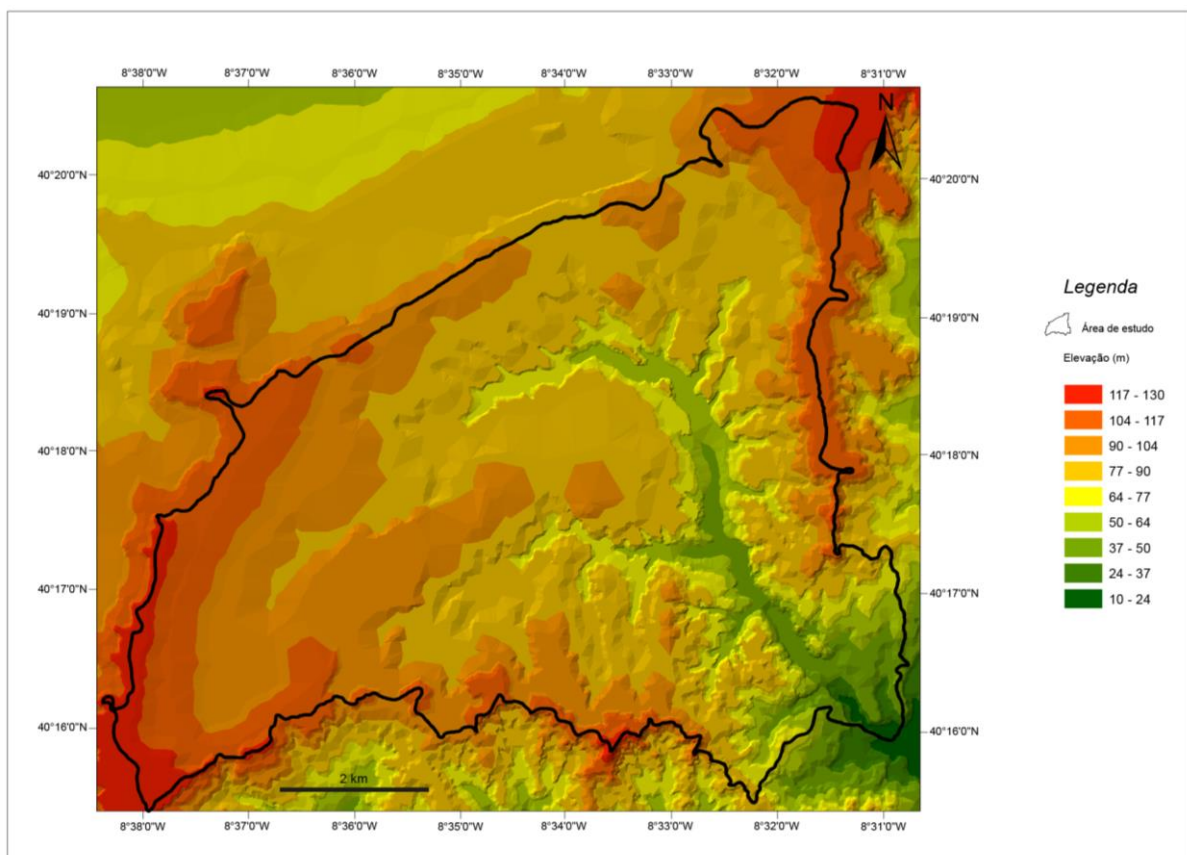 8°38'0"W 8°37'0"W 8°36'0"W 8°35'0"W 8°34'0"W 8°33'0"W 8°32'0"W 8°31'0"W
N
40°20'0"N 40°20'0"N
40°19'0"N 40°19'0"N
40°18'0"N 40°18'0"N
40°17'0"N 40°17'0"N
40°16'0"N 40°16'0"N
2 km
8°38'0"W 8°37'0"W 8°36'0"W 8°35'0"W 8°34'0"W 8°33'0"W 8°32'0"W 8°31'0"W
Legenda
Área de estudo
Elevação (m)
117 - 130
104 - 117
90 - 104
77 - 90
64 - 77
50 - 64
37 - 50
24 - 37
10 - 24